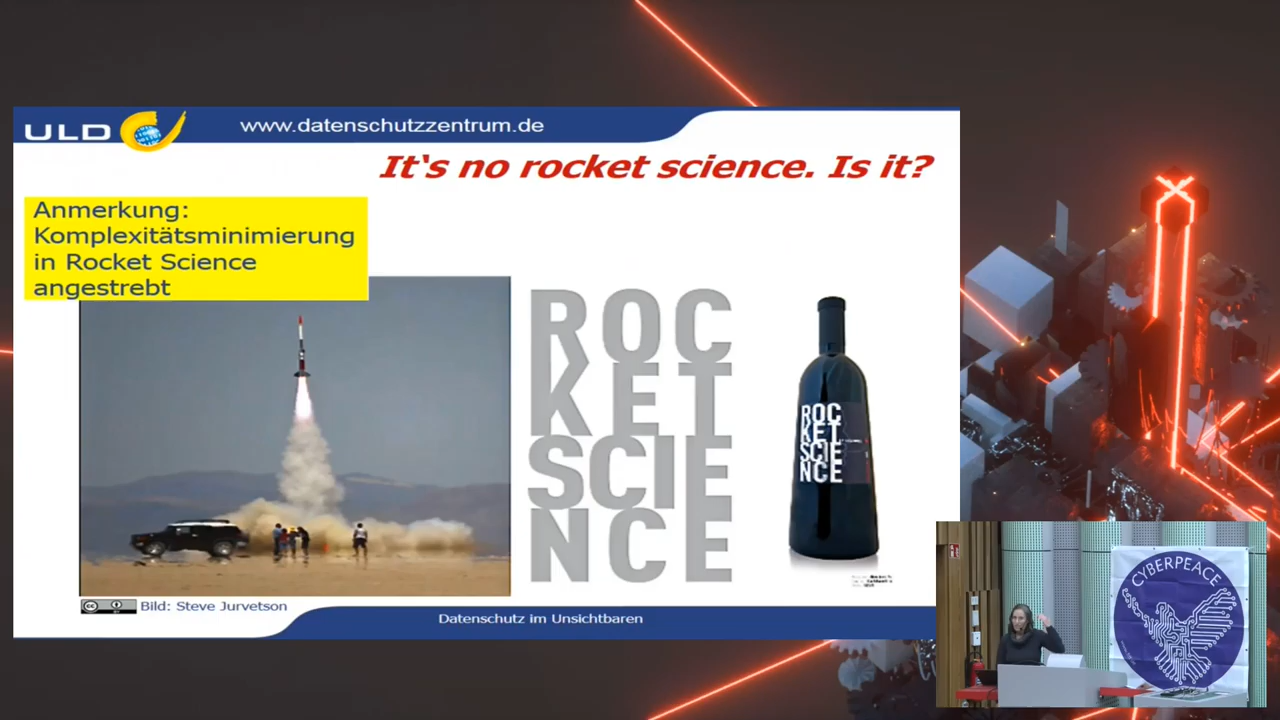 ULD
www.datenschutzzentrum.de
It's no rocket science. Is it?
Anmerkung:
Komplexitätsminimierung
in Rocket Science
angestrebt
ROC
KET
SCIE
NCE
ROC
KET
SCIE
NCE
Bild: Steve Jurvetson
Datenschutz im Unsichtbaren
CYBERPEACE